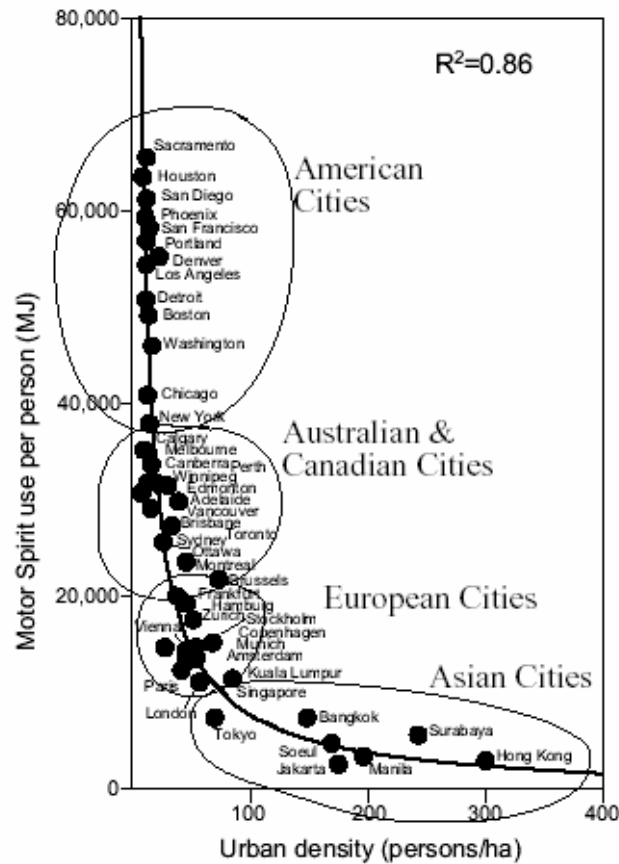 80,000
R²=0.86
Sacramento
American
Cities
Houston
San Diego
60,000
Phoenix
San Francisco
Portland
Denver
Los Angeles
Detroit
Boston
Washington
Motor Spirit use per person (MJ)
40,000
Chicago
New York
Calgary
Australian &
Canadian Cities
Melbourne
Canberra
Perth
Winnipeg
Edmonton
Adelaide
Vancouver
Brisbane
Toronto
Sydney
Ottawa
Montreal
Brussels
20,000
Frankfurt
European Cities
Hamburg
Zurich
Stockholm
Vienna
Copenhagen
Munich
Amsterdam
Kuala Lumpur
Asian Cities
Paris
Singapore
London
Tokyo
Bangkok
Surabaya
Soeul
Hong Kong
Jakarta
Manila
0
100
200
300
400
Urban density (persons/ha)